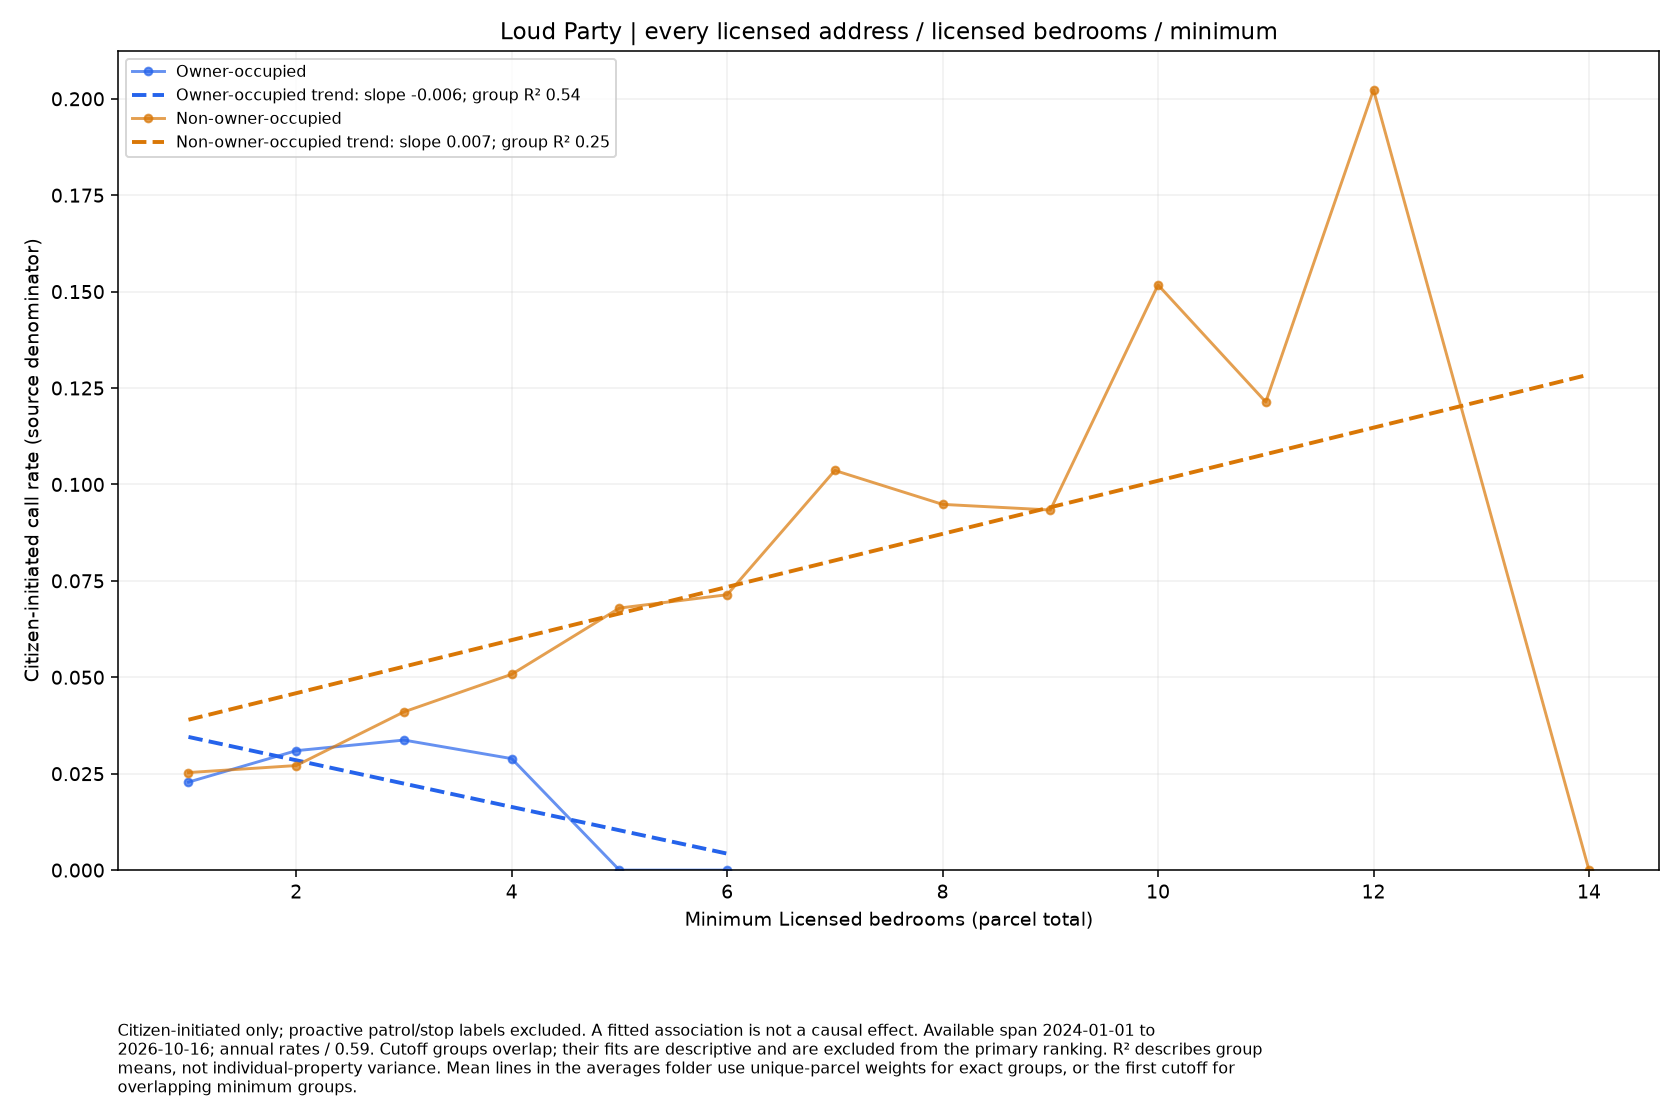 Loud Party | every licensed address / licensed bedrooms / minimum
Owner-occupied
Owner-occupied trend: slope -0.006; group R² 0.54
Non-owner-occupied
Non-owner-occupied trend: slope 0.007; group R² 0.25
Citizen-initiated call rate (source denominator)
0.200
0.175
0.150
0.125
0.100
0.075
0.050
0.025
0.000
2 4 6 8 10 12 14
Minimum Licensed bedrooms (parcel total)
Citizen-initiated only; proactive patrol/stop labels excluded. A fitted association is not a causal effect. Available span 2024-01-01 to
2026-10-16; annual rates / 0.59. Cutoff groups overlap; their fits are descriptive and are excluded from the primary ranking. R² describes group
means, not individual-property variance. Mean lines in the averages folder use unique-parcel weights for exact groups, or the first cutoff for
overlapping minimum groups.